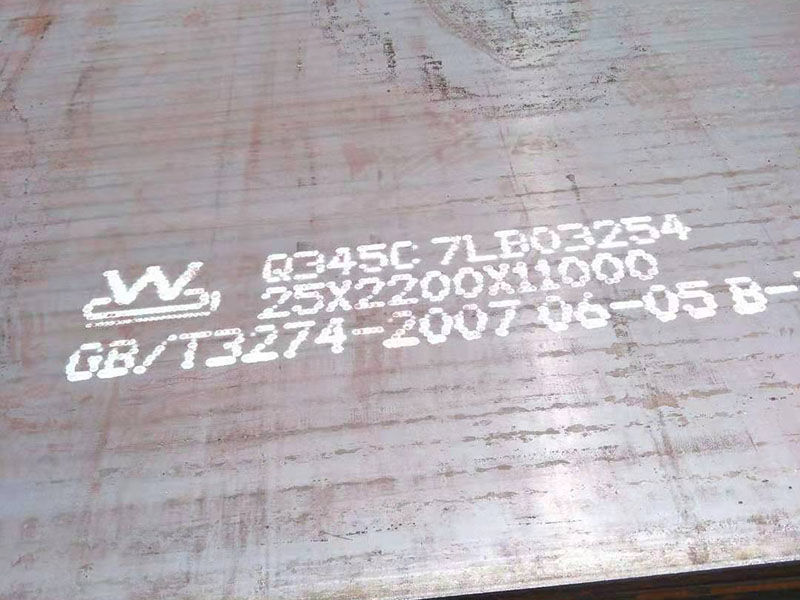 W
Q345C 7LB03254
25X2200X11000
GB/T3274-2007 06-05 B-